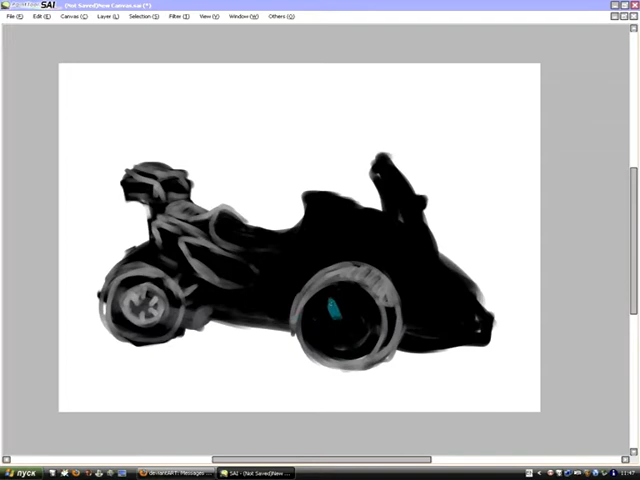 SAI (Not Saved)New Canvas.sai (*)
File (F) Edit (E) Canvas (C) Layer (L) Selection (S) Filter (T) View (V) Window (W) Others (O)
пуск deviantART: Messages ... SAI - (Not Saved)New ... 11:47